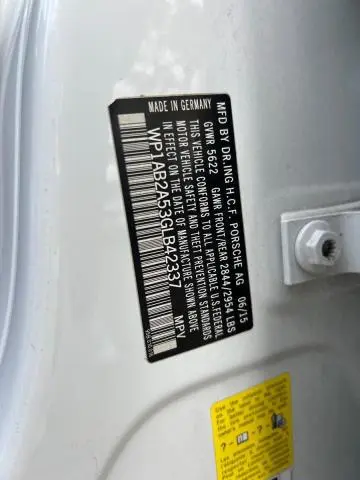 MFD BY DR.ING H.C.F. PORSCHE AG 06/15
GVWR 5622 GAWR FRONT/REAR 2844/2954 LBS
THIS VEHICLE CONFORMS TO ALL APPLICABLE U.S.FEDERAL
MOTOR VEHICLE SAFETY AND THEFT PREVENTION STANDARDS
IN EFFECT ON THE DATE OF MANUFACTURE SHOWN ABOVE
WP1AB2A53GLB42337 MPV
MADE IN GERMANY